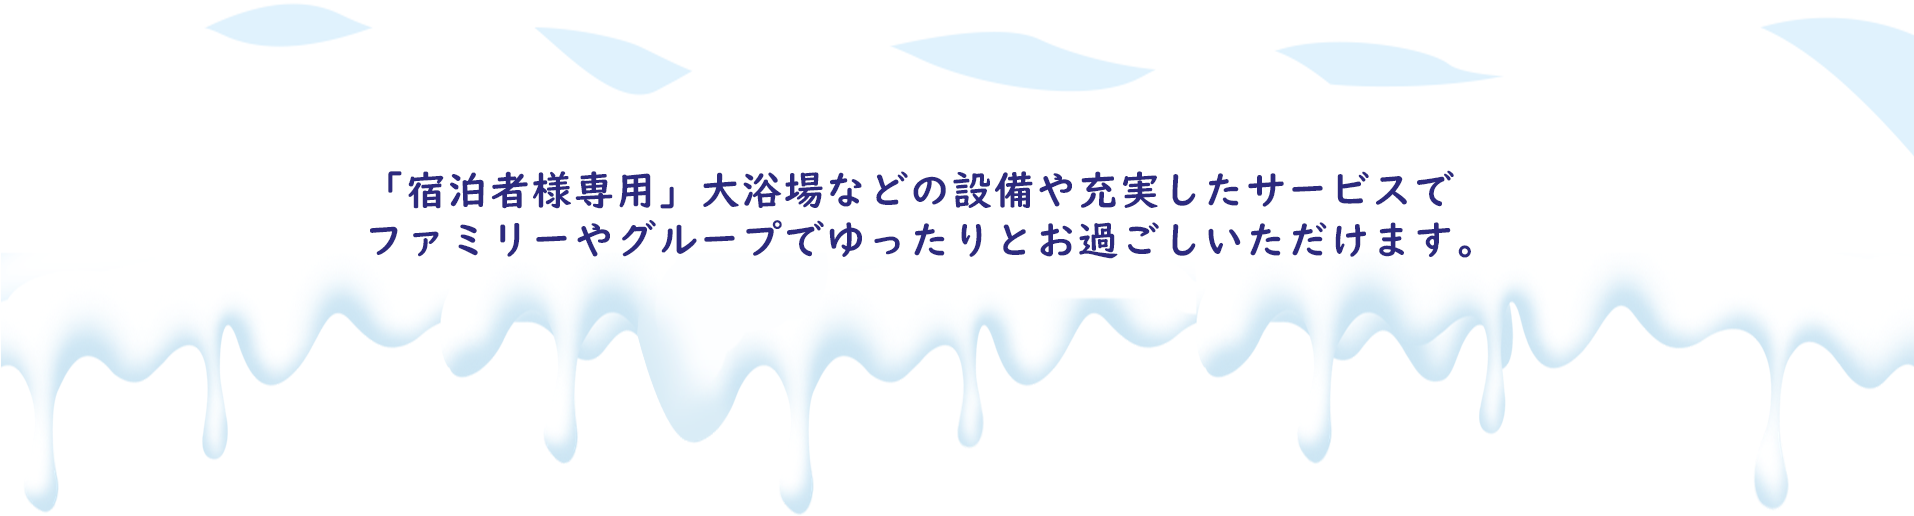 「宿泊者様専用」大浴場などの設備や充実したサービスで
ファミリーやグループでゆったりとお過ごしいただけます。